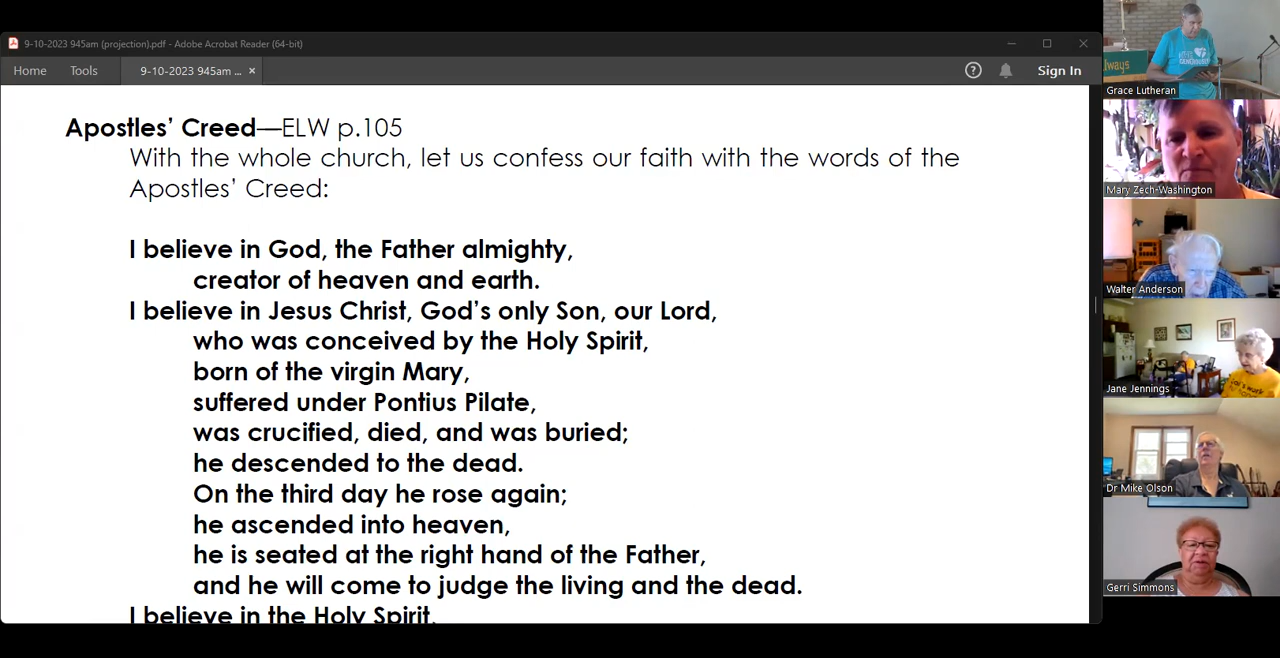 9-10-2023 945am (projection).pdf - Adobe Acrobat Reader (64-bit)
Home
Tools
9-10-2023 945am ...
×
?
Sign In
Apostles' Creed—ELW p.105
With the whole church, let us confess our faith with the words of the
Apostles' Creed:
I believe in God, the Father almighty,
creator of heaven and earth.
I believe in Jesus Christ, God's only Son, our Lord,
who was conceived by the Holy Spirit,
born of the virgin Mary,
suffered under Pontius Pilate,
was crucified, died, and was buried;
he descended to the dead.
On the third day he rose again;
he ascended into heaven,
he is seated at the right hand of the Father,
and he will come to judge the living and the dead.
I believe in the Holy Spirit,
lways
Grace Lutheran
Mary Zech-Washington
Walter Anderson
Jane Jennings
Dr Mike Olson
Gerri Simmons